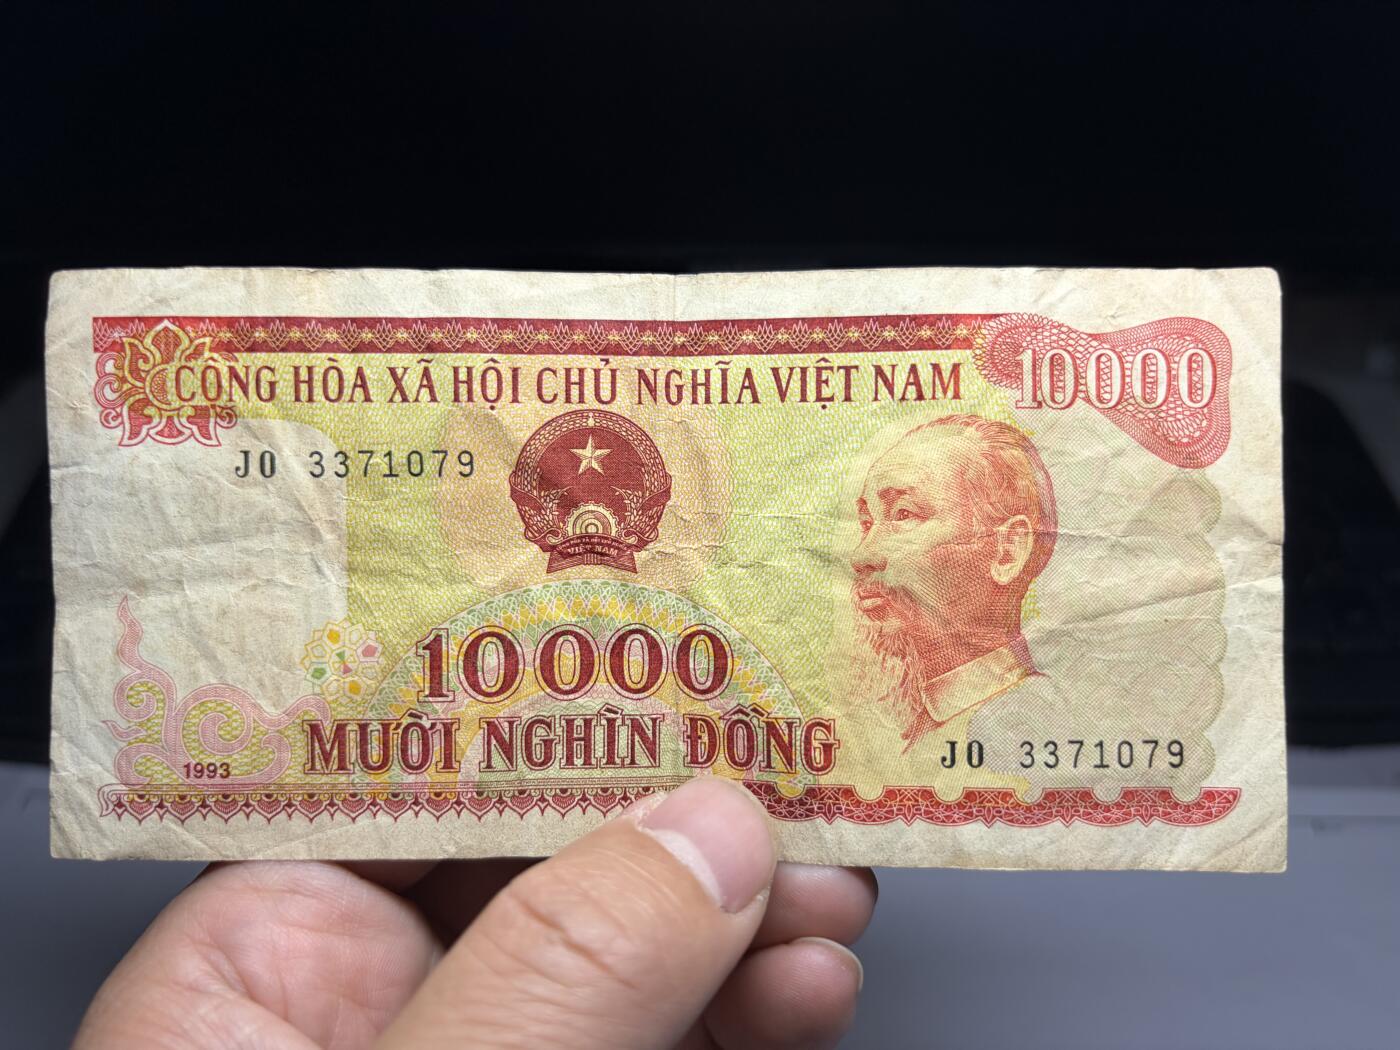 CỘNG HÒA XÃ HỘI CHỦ NGHĨA VIỆT NAM
10000
JO 3371079
VIỆT NAM
10000
MƯỜI NGHÌN ĐỒNG
1993
JO 3371079